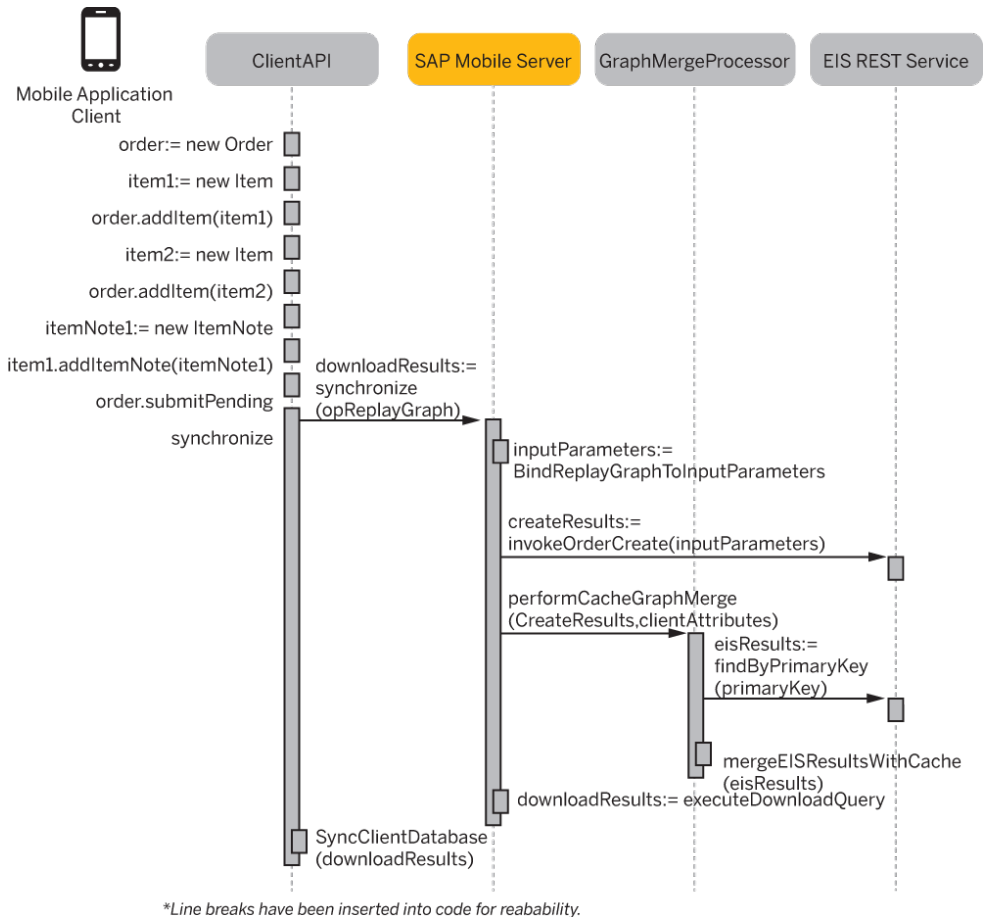 Mobile Application
Client
ClientAPI
SAP Mobile Server
GraphMergeProcessor
EIS REST Service
order:= new Order
item1:= new Item
order.addItem(item1)
item2:= new Item
order.addItem(item2)
itemNote1:= new ItemNote
item1.addItemNote(itemNote1)
order.submitPending
synchronize
downloadResults:=
synchronize
(opReplayGraph)
inputParameters:=
BindReplayGraphToInputParameters
createResults:=
invokeOrderCreate(inputParameters)
performCacheGraphMerge
(CreateResults,clientAttributes)
eisResults:=
findByPrimaryKey
(primaryKey)
mergeEISResultsWithCache
(eisResults)
downloadResults:= executeDownloadQuery
SyncClientDatabase
(downloadResults)
*Line breaks have been inserted into code for reabability.